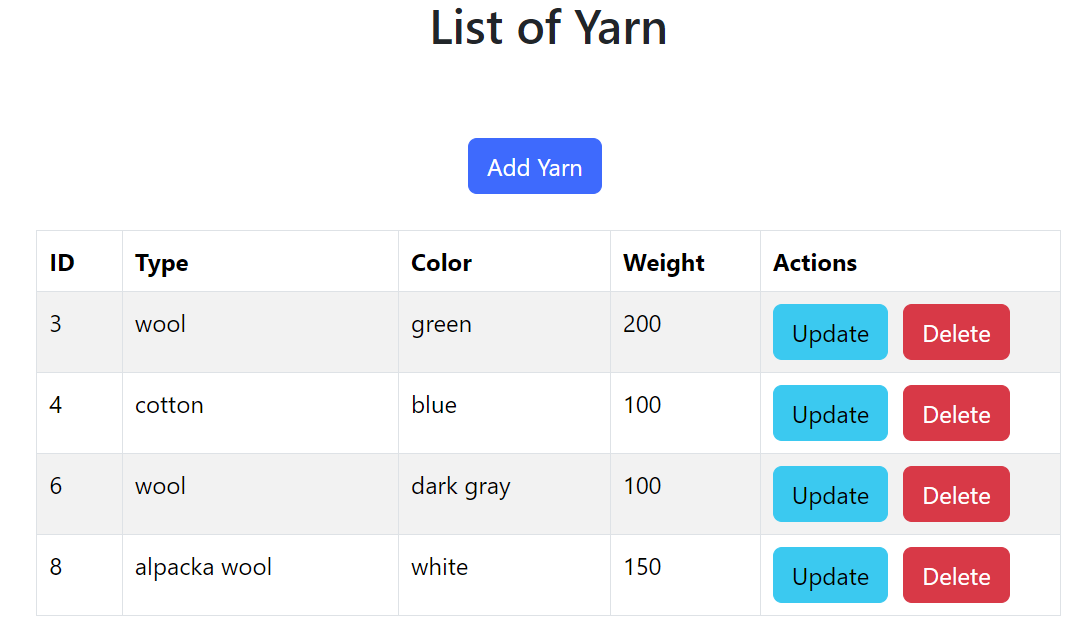 List of Yarn
Add Yarn
ID Type Color Weight Actions
3 wool green 200 Update Delete
4 cotton blue 100 Update Delete
6 wool dark gray 100 Update Delete
8 alpacka wool white 150 Update Delete